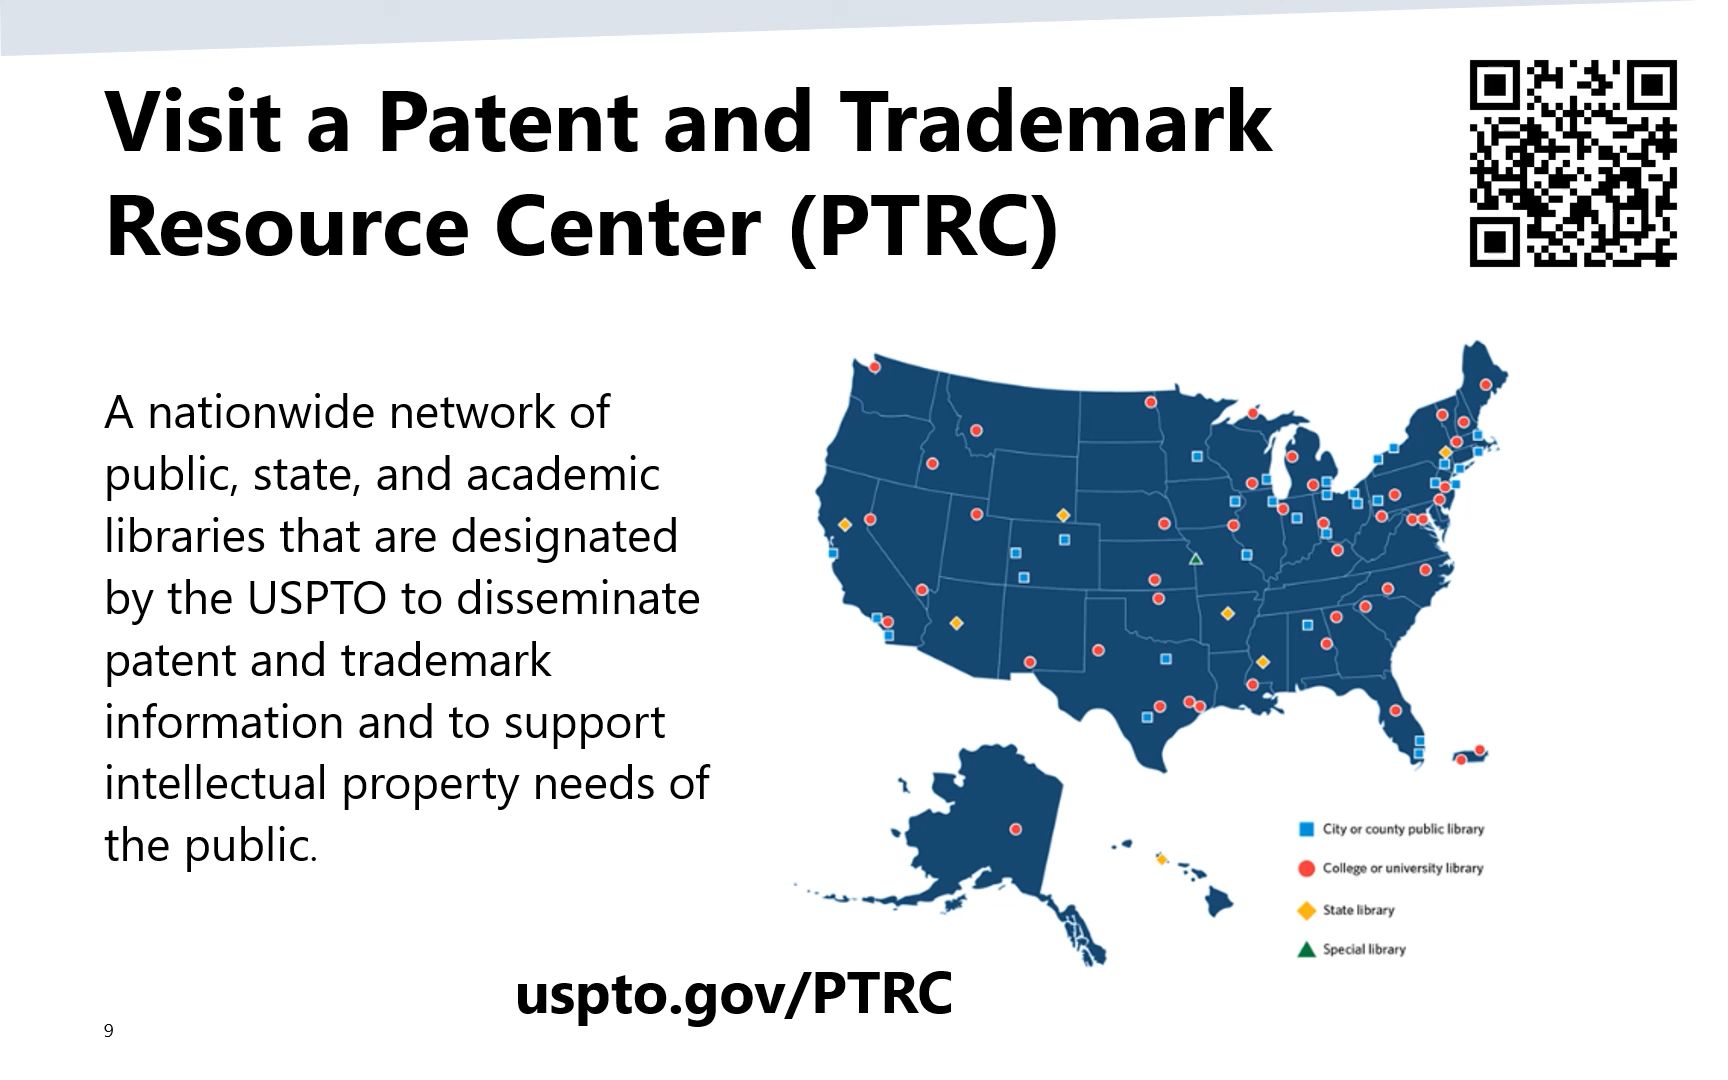 Visit a Patent and Trademark
Resource Center (PTRC)
A nationwide network of
public, state, and academic
libraries that are designated
by the USPTO to disseminate
patent and trademark
information and to support
intellectual property needs of
the public.
City or county public library
College or university library
State library
Special library
uspto.gov/PTRC
9